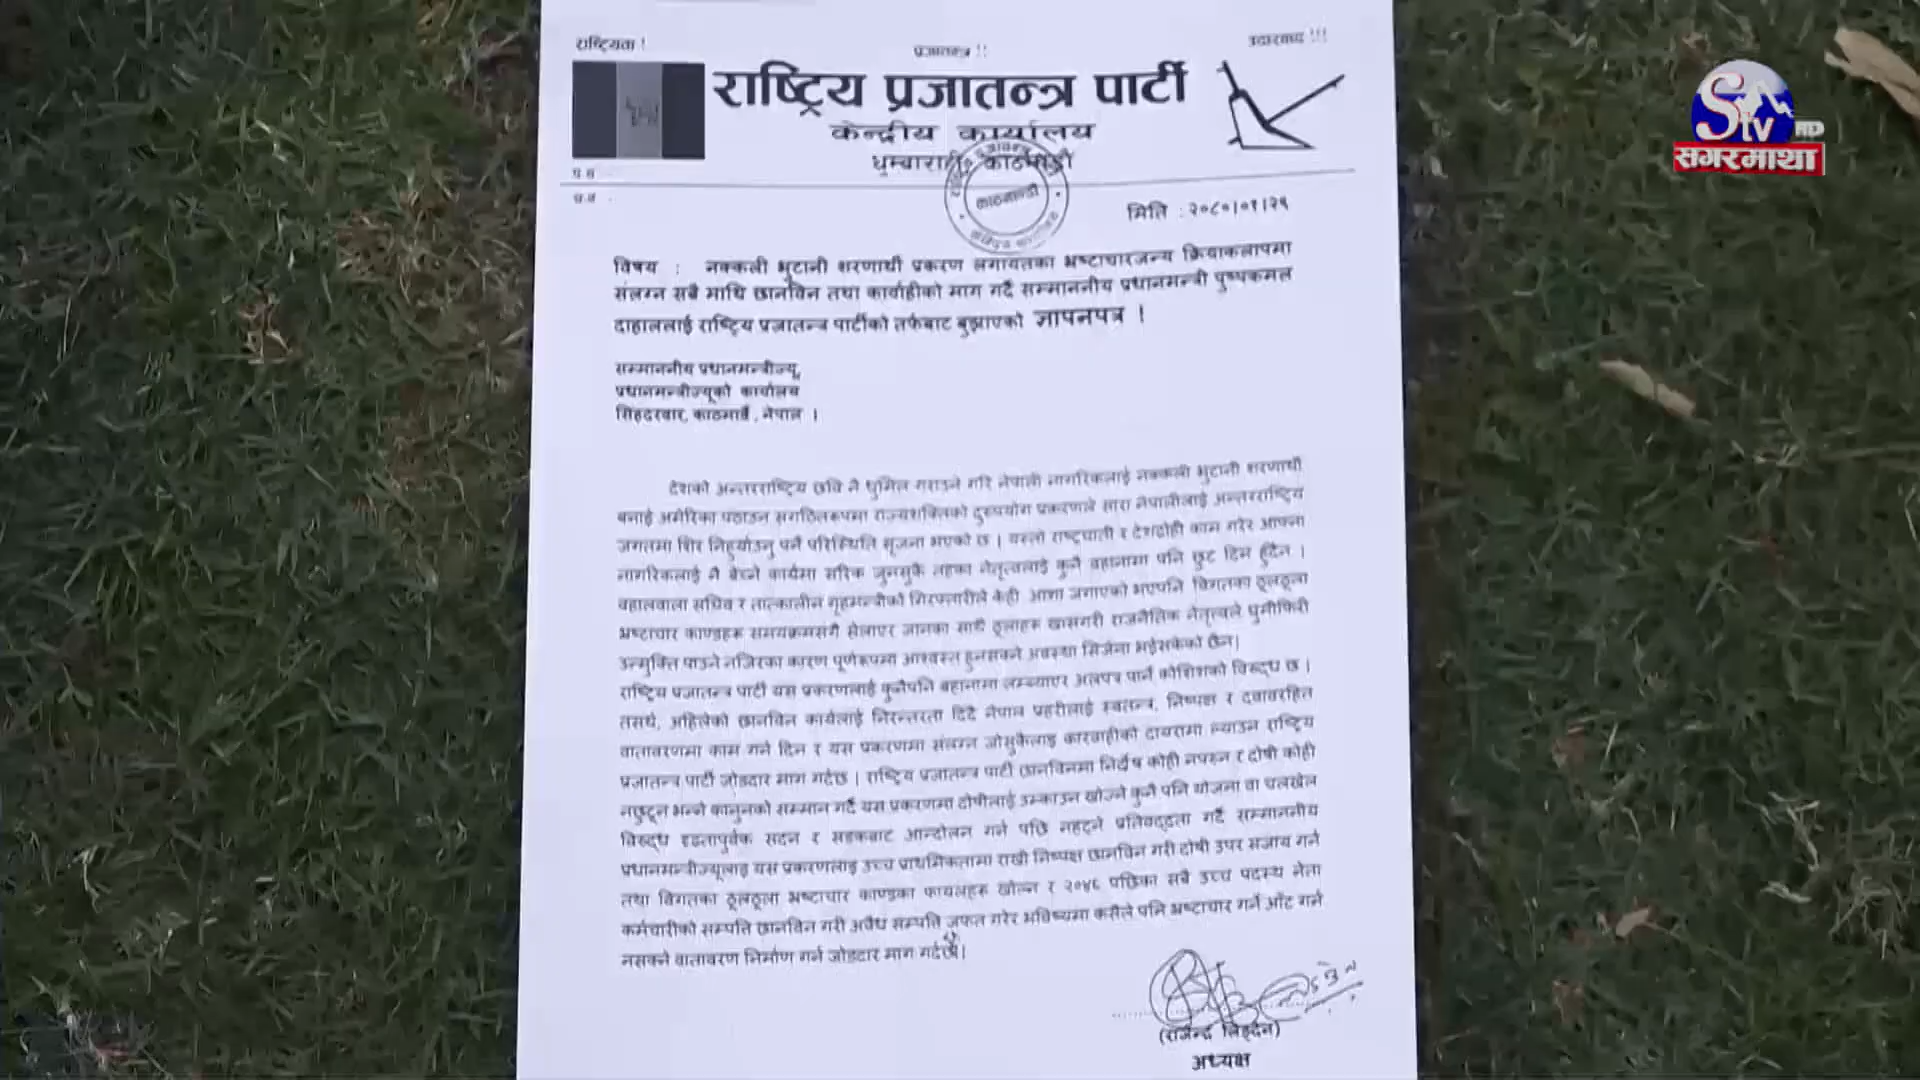 राष्ट्रियता !
प्रजातन्त्र !!
उदारवाद !!!
राष्ट्रिय प्रजातन्त्र पार्टी
केन्द्रीय कार्यालय
धुम्बाराही, काठमाडौं
प.स
च.न .
काठमाण्डौ
मिति : २०८०|०१|२५
विषय : नक्कली भुटानी शरणार्थी प्रकरण लगायतका भ्रष्टाचारजन्य क्रियाकलापमा
संलग्न सबै माथि छानविन तथा कार्वाहीको माग गर्दै सम्माननीय प्रधानमन्त्री पुष्पकमल
दाहाललाई राष्ट्रिय प्रजातन्त्र पार्टीको तर्फबाट बुझाएको ज्ञापनपत्र !
सम्माननीय प्रधानमन्त्रीज्यू,
प्रधानमन्त्रीज्यूको कार्यालय
सिंहदरवार, काठमाडौं, नेपाल ।
देशको अन्तरराष्ट्रिय छवि नै धुमिल गराउने गरि नेपाली नागरिकलाई नक्कली भुटानी शरणार्थी
बनाई अमेरिका पठाउन संगठितरूपमा राज्यशक्तिको दुरुपयोग प्रकरणले सारा नेपालीलाई अन्तरराष्ट्रिय
जगतमा शिर निहुर्याउनु पर्ने परिस्थिति सृजना भएको छ | यस्तो राष्ट्रघाती र देशद्रोही काम गरेर आफ्ना
नागरिकलाई नै बेच्ने कार्यमा सरिक जुनसुकै तहका नेतृत्वलाई कुनै बहानामा पनि छुट दिन हुँदैन ।
बहालवाला सचिव र तात्कालीन गृहमन्त्रीको गिरफ्तारीले केही आशा जगाएको भएपनि बिगतका ठूलठूला
भ्रष्टाचार काण्डहरू समयक्रमसंगै सेलाएर जानका साथै ठूलाहरू खासगरी राजनैतिक नेतृत्वले घुमीफिरी
उन्मुक्ति पाउने नजिरका कारण पूर्णरूपमा आश्वस्त हुनसक्ने अवस्था सिर्जना भईसकेको छैन|
राष्ट्रिय प्रजातन्त्र पार्टी यस प्रकरणलाई कुनैपनि बहानामा लम्ब्याएर अलपत्र पार्ने कोशिशको विरुद्ध छ |
तसर्थ, अहिलेको छानविन कार्यलाई निरन्तरता दिंदै नेपाल प्रहरीलाई स्वतन्त्र, निष्पक्ष र दवावरहित
वातावरणमा काम गर्न दिन र यस प्रकरणमा संलग्न जोसुकैलाइ कारवाहीको दायरामा ल्याउन राष्ट्रिय
प्रजातन्त्र पार्टी जोडदार माग गर्दछ | राष्ट्रिय प्रजातन्त्र पार्टी छानविनमा निर्दोष कोही नपरुन र दोषी कोही
नछुटून भन्ने कानुनको सम्मान गर्दै यस प्रकरणमा दोषीलाई उम्काउन खोज्ने कुनै पनि योजना वा चलखेल
विरुद्ध दृढतापुर्वक सदन र सडकबाट आन्दोलन गर्न पछि नहट्ने प्रतिवद्धता गर्दै सम्माननीय
प्रधानमन्त्रीज्यूलाइ यस प्रकरणलाइ उच्च प्राथमिकतामा राखी निष्पक्ष छानविन गरी दोषी उपर सजाय गर्न
तथा बिगतका ठूलठूला भ्रष्टाचार काण्डका फायलहरू खोल्न र २०४६ पछिका सबै उच्च पदस्थ नेता
कर्मचारीको सम्पति छानविन गरी अवैध सम्पति जफत गरेर भविष्यमा कसैले पनि भ्रष्टाचार गर्ने आँट गर्न
नसक्ने वातावरण निर्माण गर्न जोडदार माग गर्दछौं|
(राजेन्द्र लिङ्देन)
अध्यक्ष
STV HD
सगरमाथा